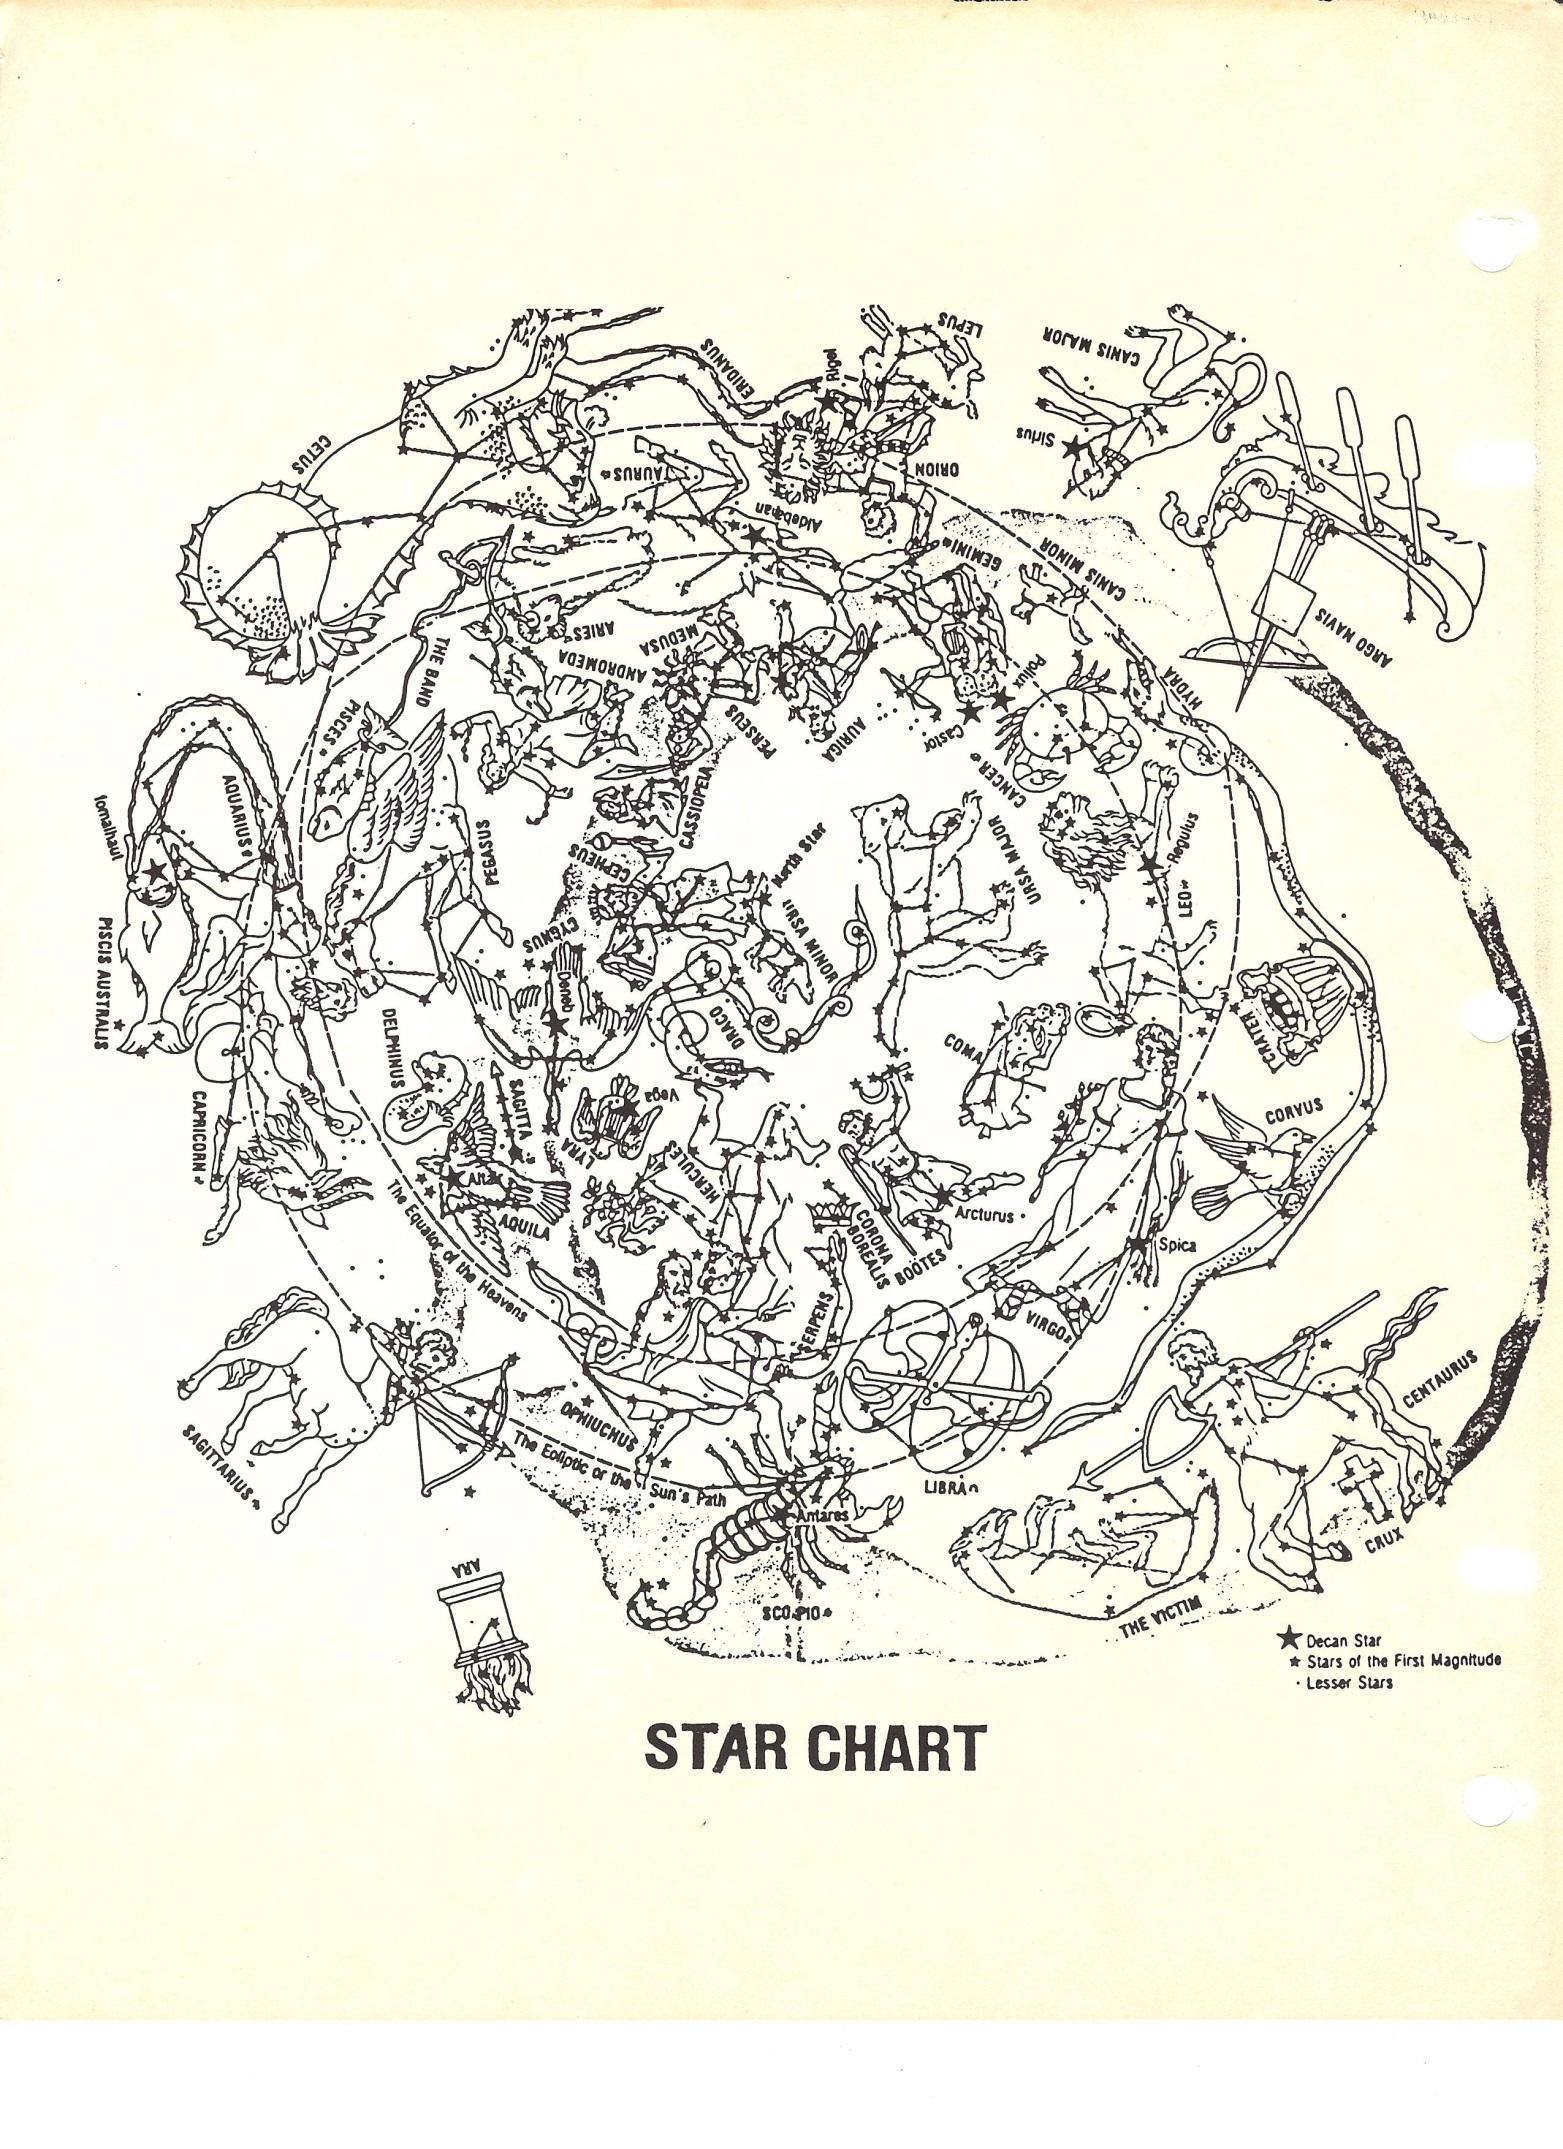 LEPUS
CANIS MAJOR
Rigel
ERIDANUS
Sirius
CETUS
ORION
TAURUS
Aldebaran
GEMINI
CANIS MINOR
ARGO NAVIS
ARIES
MEDUSA
ANDROMEDA
THE BAND
Pollux
HYDRA
PISCES
PERSEUS
AURIGA
Castor
CANCER
AQUARIUS
fomalhaut
CASSIOPEIA
URSA MAJOR
Regulus
PEGASUS
CEPHEUS
North Star
LEO
CYGNUS
URSA MINOR
PISCIS AUSTRALIS
Deneb
DRACO
CRATER
DELPHINUS
COMA
SAGITTA
Vega
CORVUS
CAPRICORN
LYRA
HERCULES
Altair
The Equator of the Heavens
AQUILA
Arcturus
CORONA
BOREALIS
BOOTES
Spica
SERPENS
VIRGO
CENTAURUS
OPHIUCHUS
The Ecliptic or the Sun's Path
SAGITTARIUS
LIBRA
Antares
CRUX
ARA
SCORPIO
THE VICTIM
Decan Star
Stars of the First Magnitude
Lesser Stars
STAR CHART